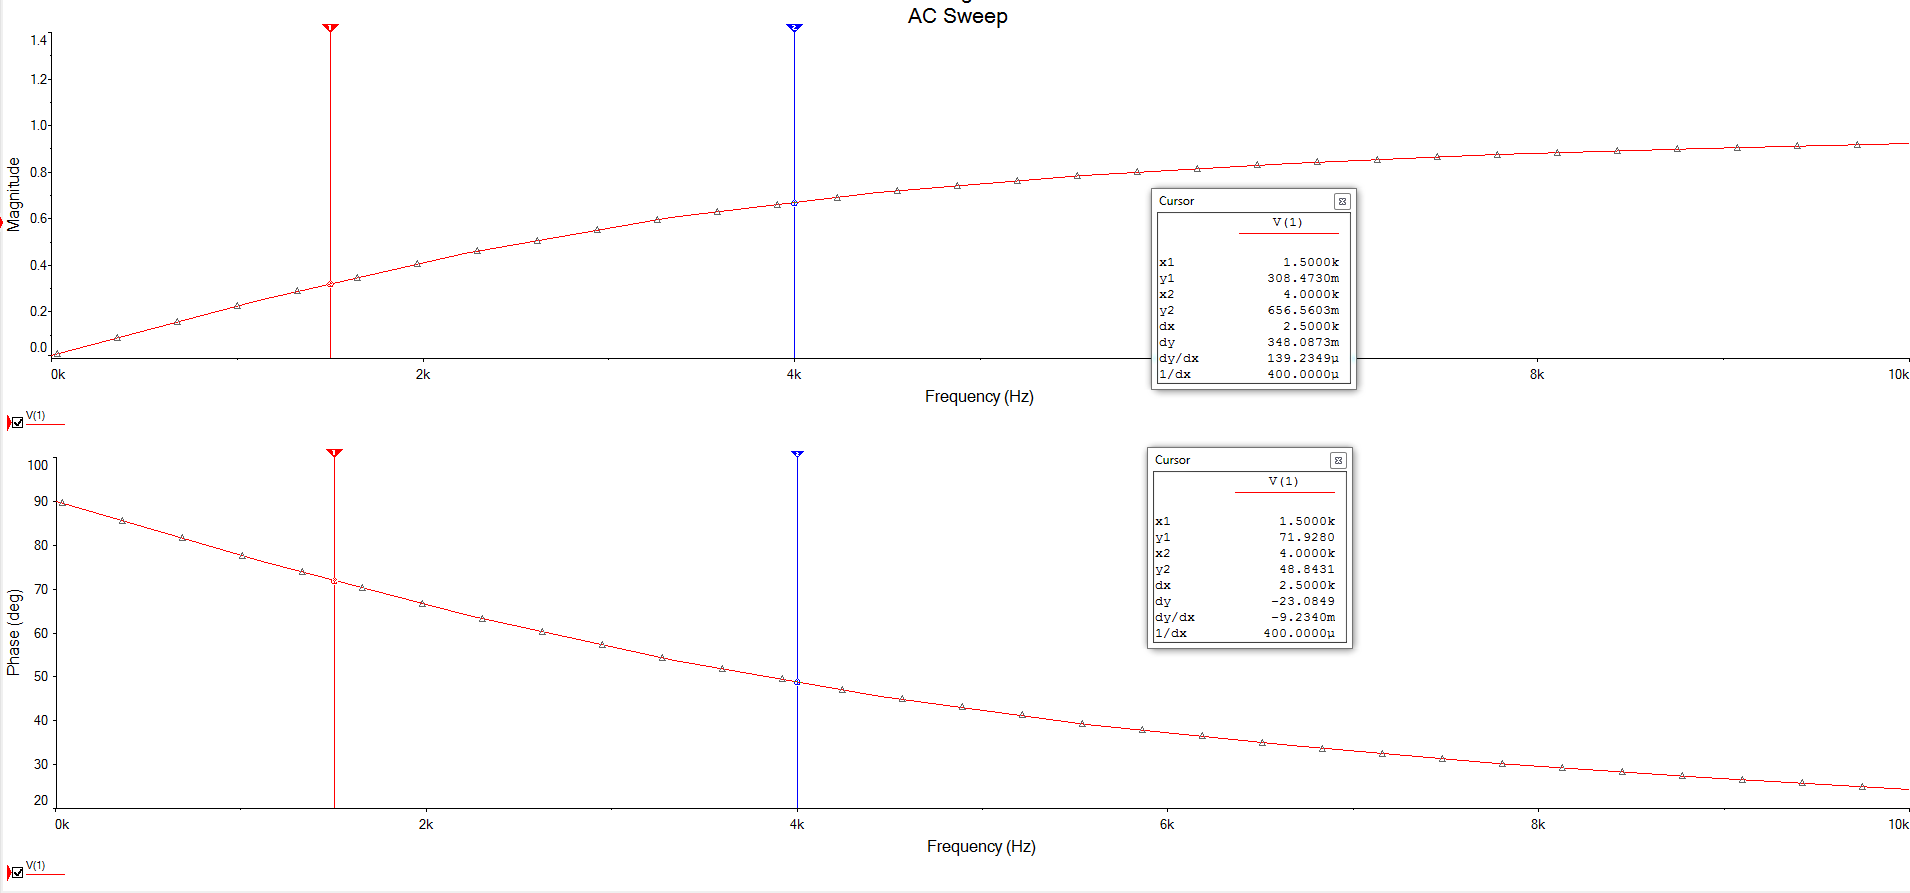 AC Sweep
1.4
1.2
1.0
0.8
0.6
0.4
0.2
0.0
Magnitude
1
2
0k
2k
4k
8k
10k
Frequency (Hz)
V(1)
Cursor
V(1)
x1 1.5000k
y1 308.4730m
x2 4.0000k
y2 656.5603m
dx 2.5000k
dy 348.0873m
dy/dx 139.2349µ
1/dx 400.0000µ
100
90
80
70
60
50
40
30
20
Phase (deg)
1
2
0k
2k
4k
6k
8k
10k
Frequency (Hz)
V(1)
Cursor
V(1)
x1 1.5000k
y1 71.9280
x2 4.0000k
y2 48.8431
dx 2.5000k
dy -23.0849
dy/dx -9.2340m
1/dx 400.0000µ